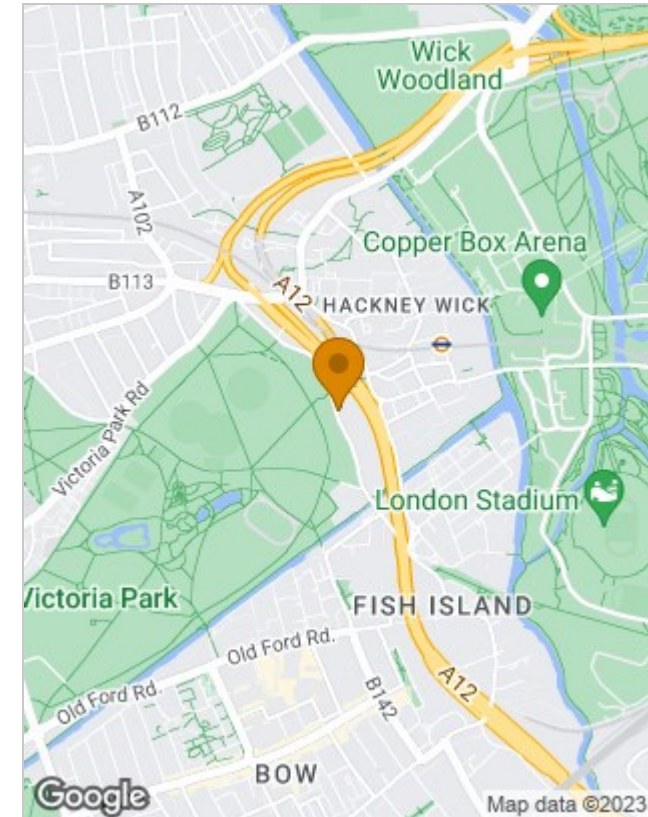 Wick
Woodland
B112
A102
Copper Box Arena
B113
A12
HACKNEY WICK
Victoria Park Rd
London Stadium
Victoria Park
FISH ISLAND
Old Ford Rd.
Old Ford Rd.
B142
A12
BOW
Google
Map data ©2023